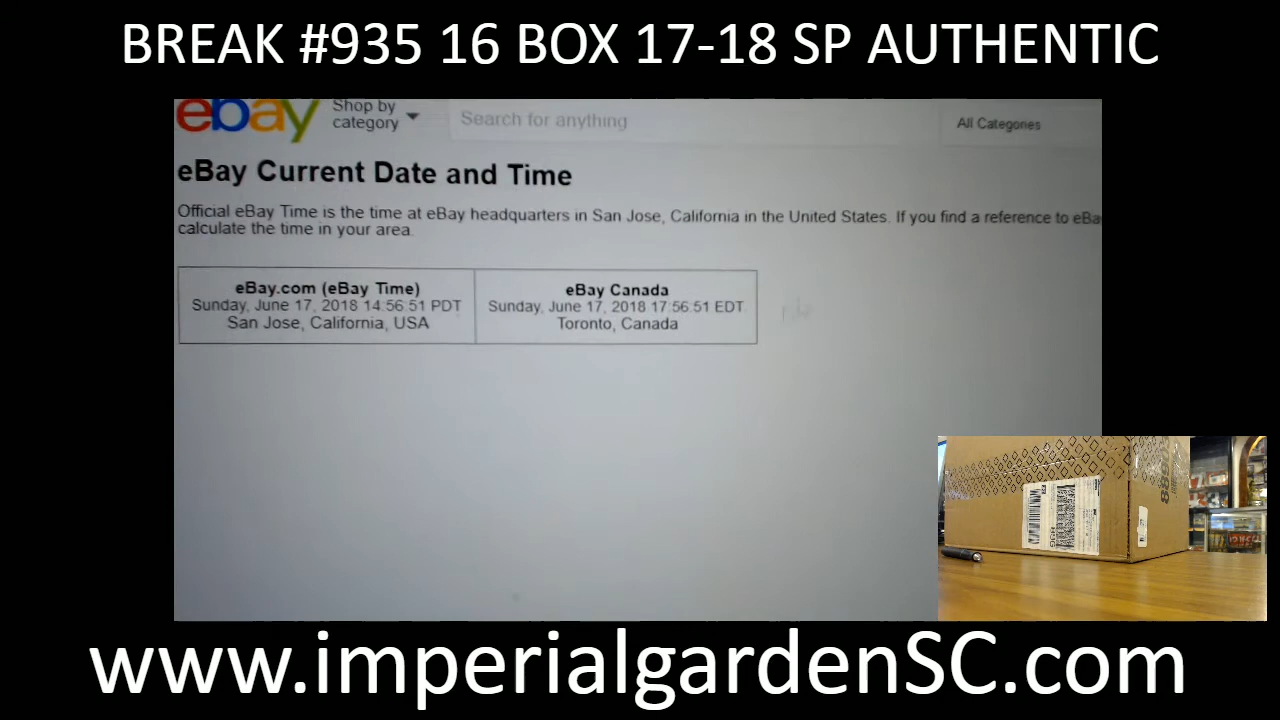 BREAK #935 16 BOX 17-18 SP AUTHENTIC
ebay
Shop by
category
Search for anything
All Categories
eBay Current Date and Time
Official eBay Time is the time at eBay headquarters in San Jose, California in the United States. If you find a reference to eBa
calculate the time in your area.
eBay.com (eBay Time)
Sunday, June 17, 2018 14:56:51 PDT
San Jose, California, USA
eBay Canada
Sunday, June 17, 2018 17:56:51 EDT
Toronto, Canada
www.imperialgardenSC.com